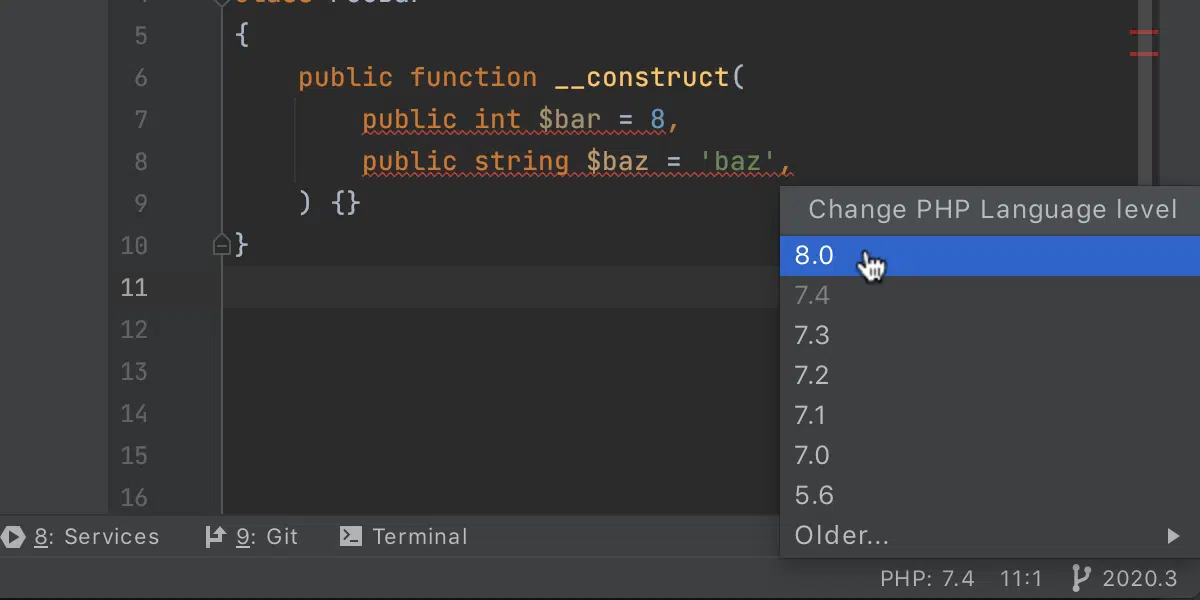 4 class FooBar
5 {
6 public function __construct(
7 public int $bar = 8,
8 public string $baz = 'baz',
9 ) {}
10 }
11
12
13
14
15
16
Change PHP Language level
8.0
7.4
7.3
7.2
7.1
7.0
5.6
Older...
8: Services 9: Git Terminal
PHP: 7.4 11:1 2020.3